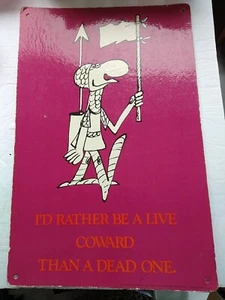 I'D RATHER BE A LIVE
COWARD
THAN A DEAD ONE.